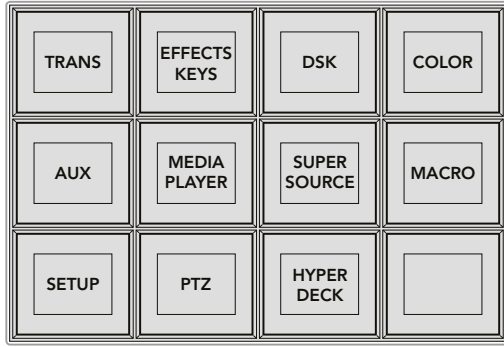 TRANS
EFFECTS
KEYS
DSK
COLOR
AUX
MEDIA
PLAYER
SUPER
SOURCE
MACRO
SETUP
PTZ
HYPER
DECK